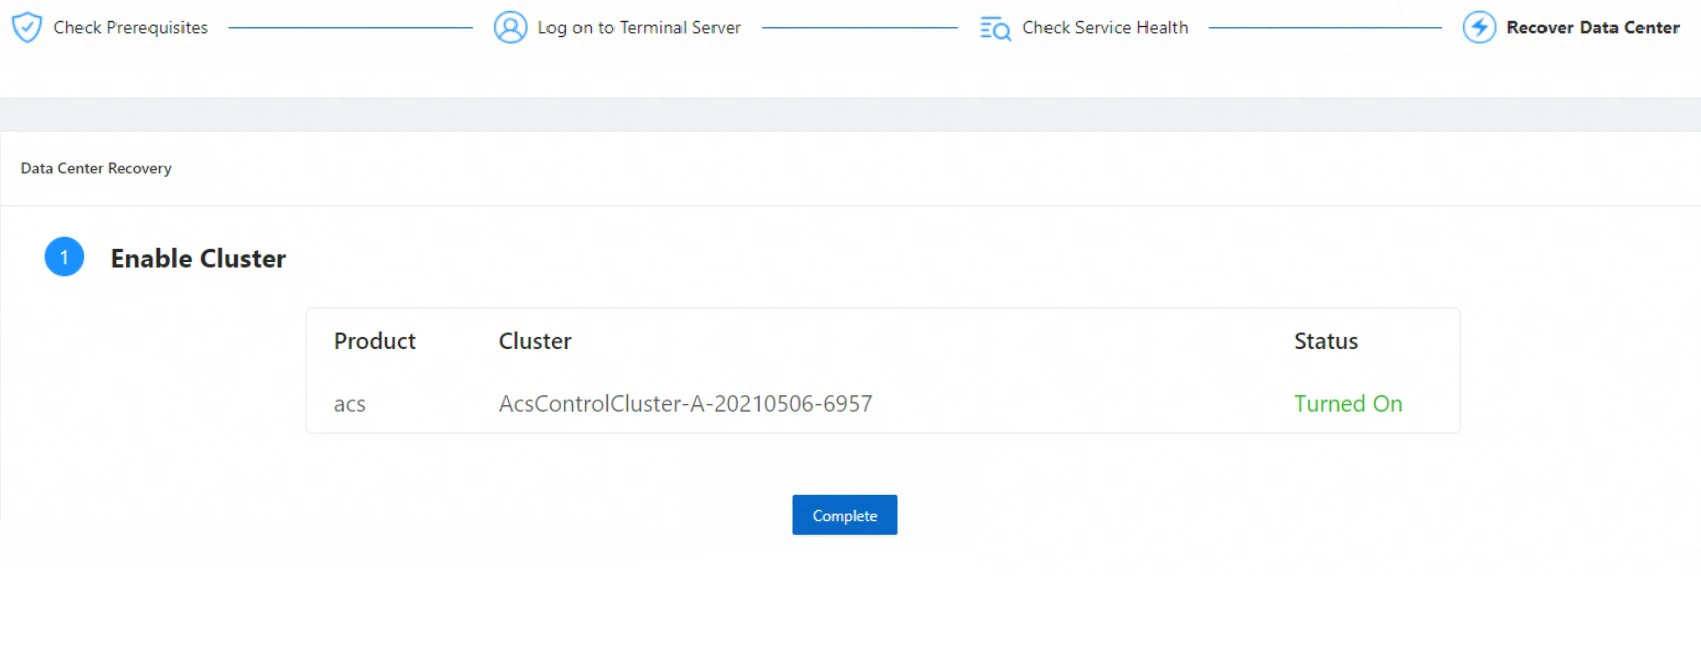 Check Prerequisites
Log on to Terminal Server
Check Service Health
Recover Data Center
Data Center Recovery
1 Enable Cluster
Product Cluster Status
acs AcsControlCluster-A-20210506-6957 Turned On
Complete